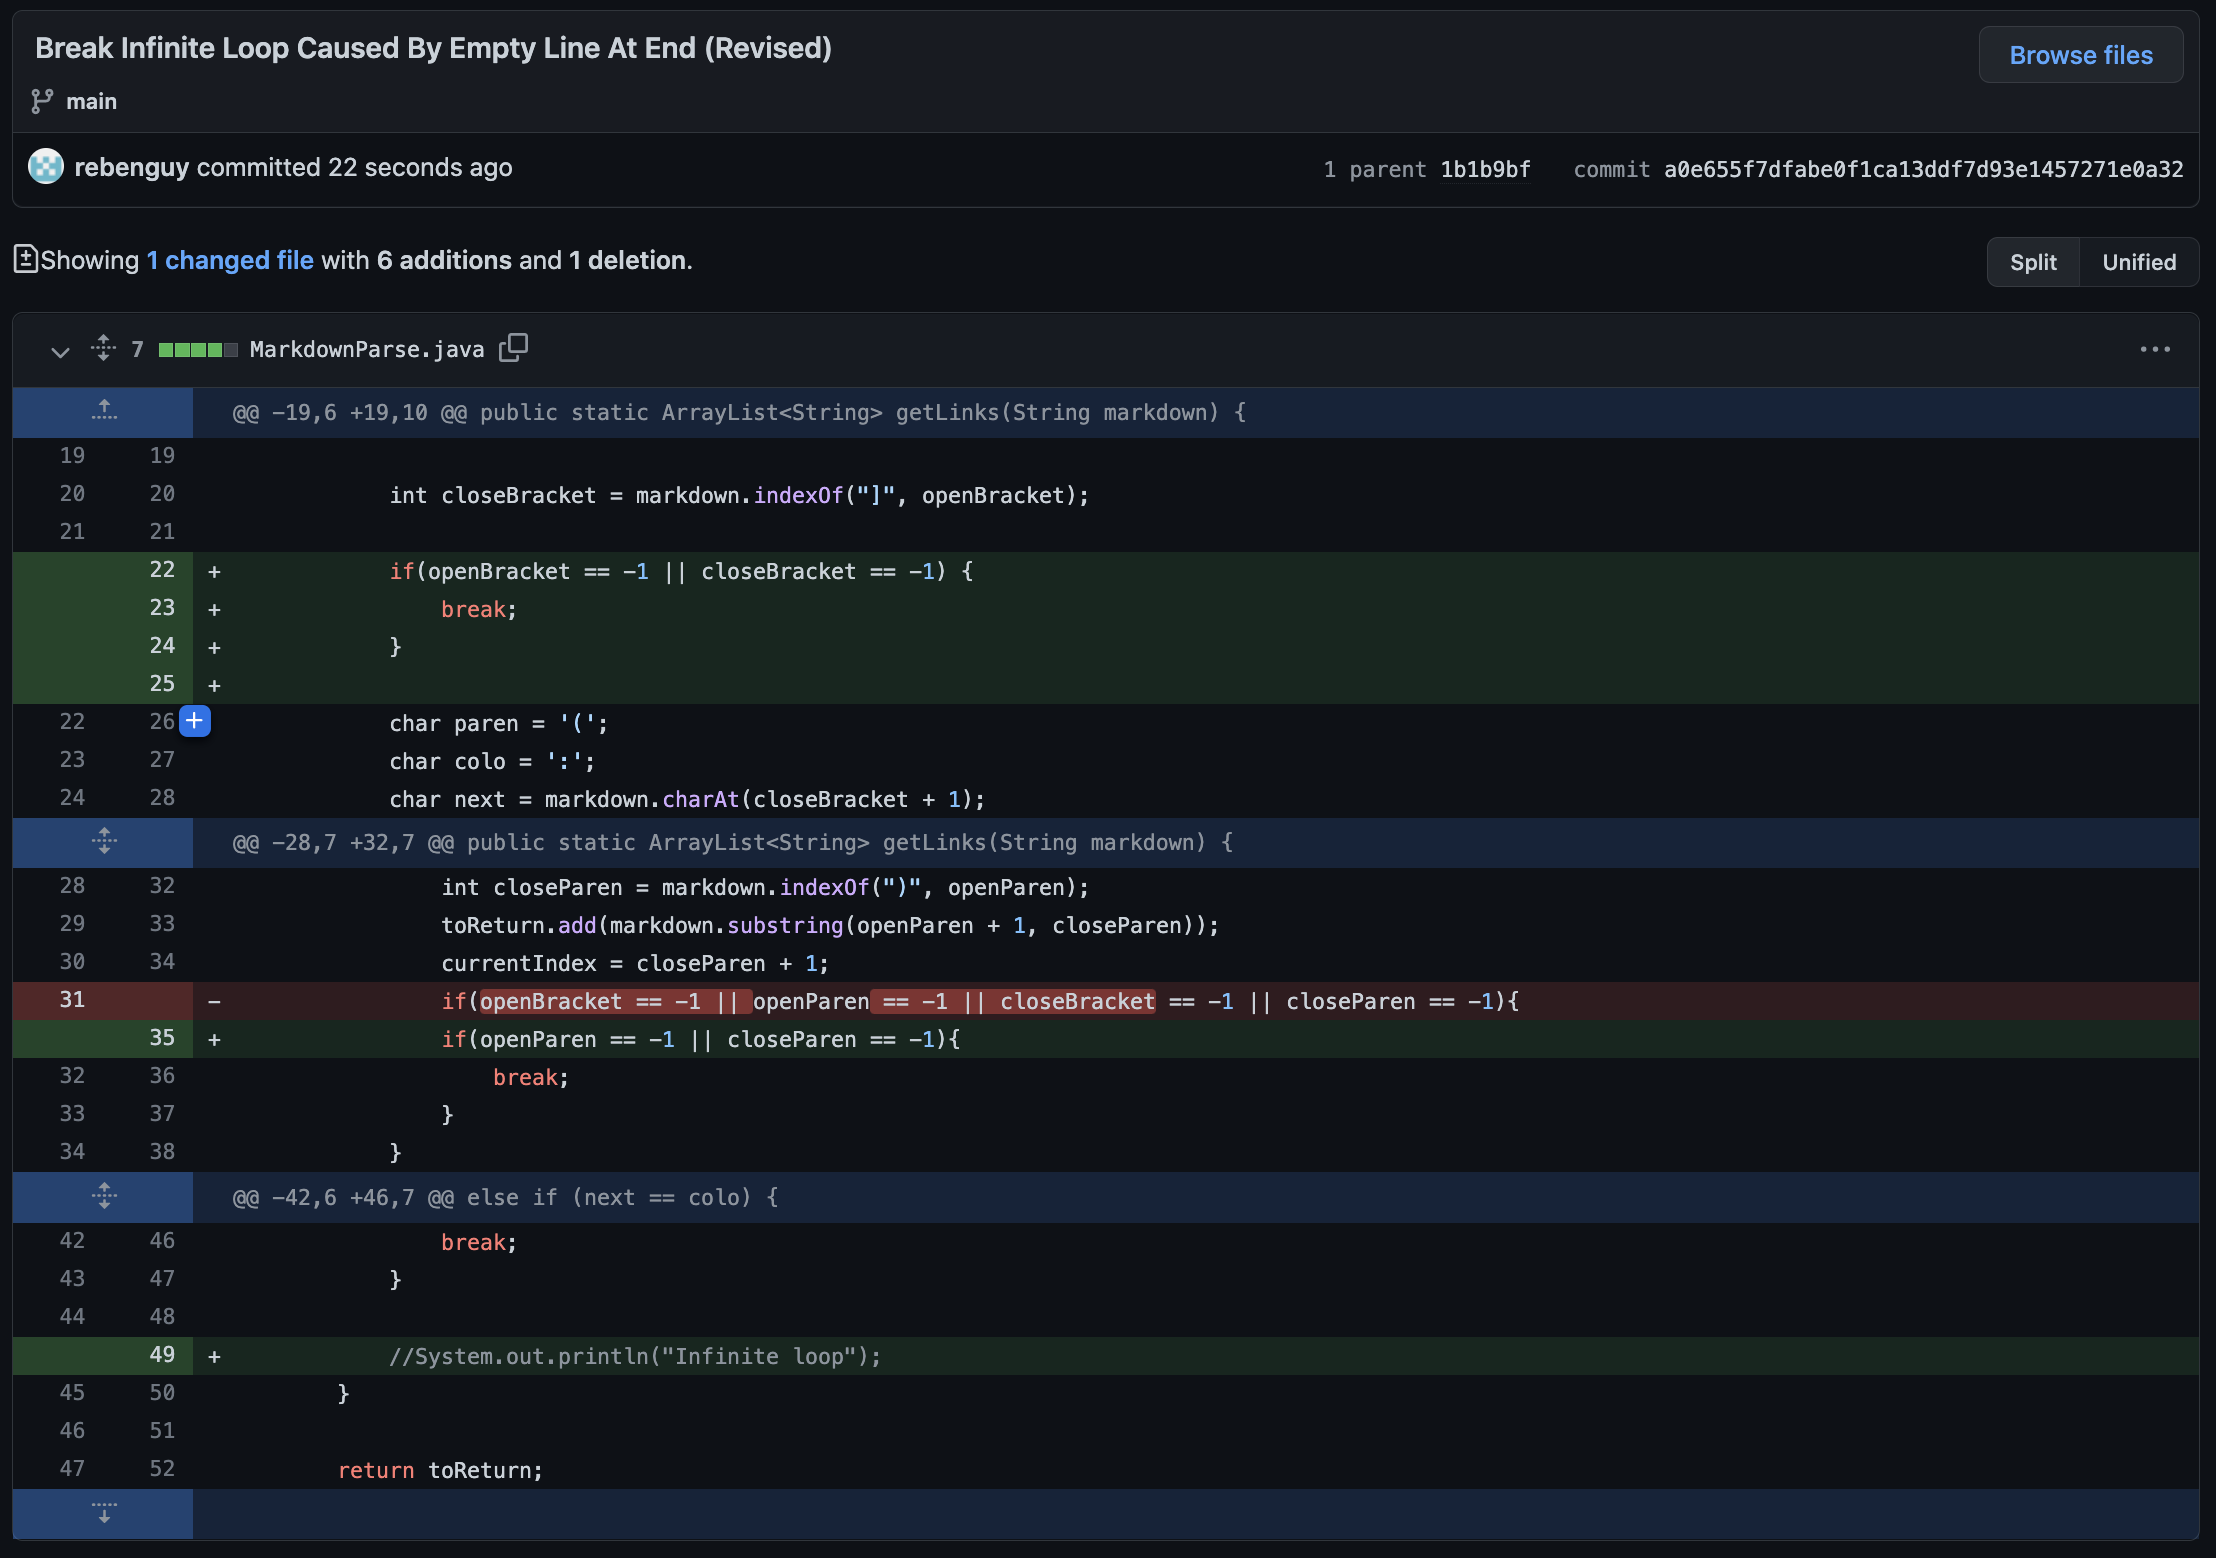 Break Infinite Loop Caused By Empty Line At End (Revised)
Browse files
main
rebenguy committed 22 seconds ago
1 parent 1b1b9bf commit a0e655f7dfabe0f1ca13ddf7d93e1457271e0a32
Showing 1 changed file with 6 additions and 1 deletion.
Split Unified
7 MarkdownParse.java
@@ -19,6 +19,10 @@ public static ArrayList<String> getLinks(String markdown) {
19 19
20 20 int closeBracket = markdown.indexOf("]", openBracket);
21 21
22 + if(openBracket == -1 || closeBracket == -1) {
23 + break;
24 + }
25 +
22 26 char paren = '(';
23 27 char colo = ':';
24 28 char next = markdown.charAt(closeBracket + 1);
@@ -28,7 +32,7 @@ public static ArrayList<String> getLinks(String markdown) {
28 32 int closeParen = markdown.indexOf(")", openParen);
29 33 toReturn.add(markdown.substring(openParen + 1, closeParen));
30 34 currentIndex = closeParen + 1;
31 - if(openBracket == -1 || openParen == -1 || closeBracket == -1 || closeParen == -1){
35 + if(openParen == -1 || closeParen == -1){
32 36 break;
33 37 }
34 38 }
@@ -42,6 +46,7 @@ else if (next == colo) {
42 46 break;
43 47 }
44 48
49 + //System.out.println("Infinite loop");
45 50 }
46 51
47 52 return toReturn;